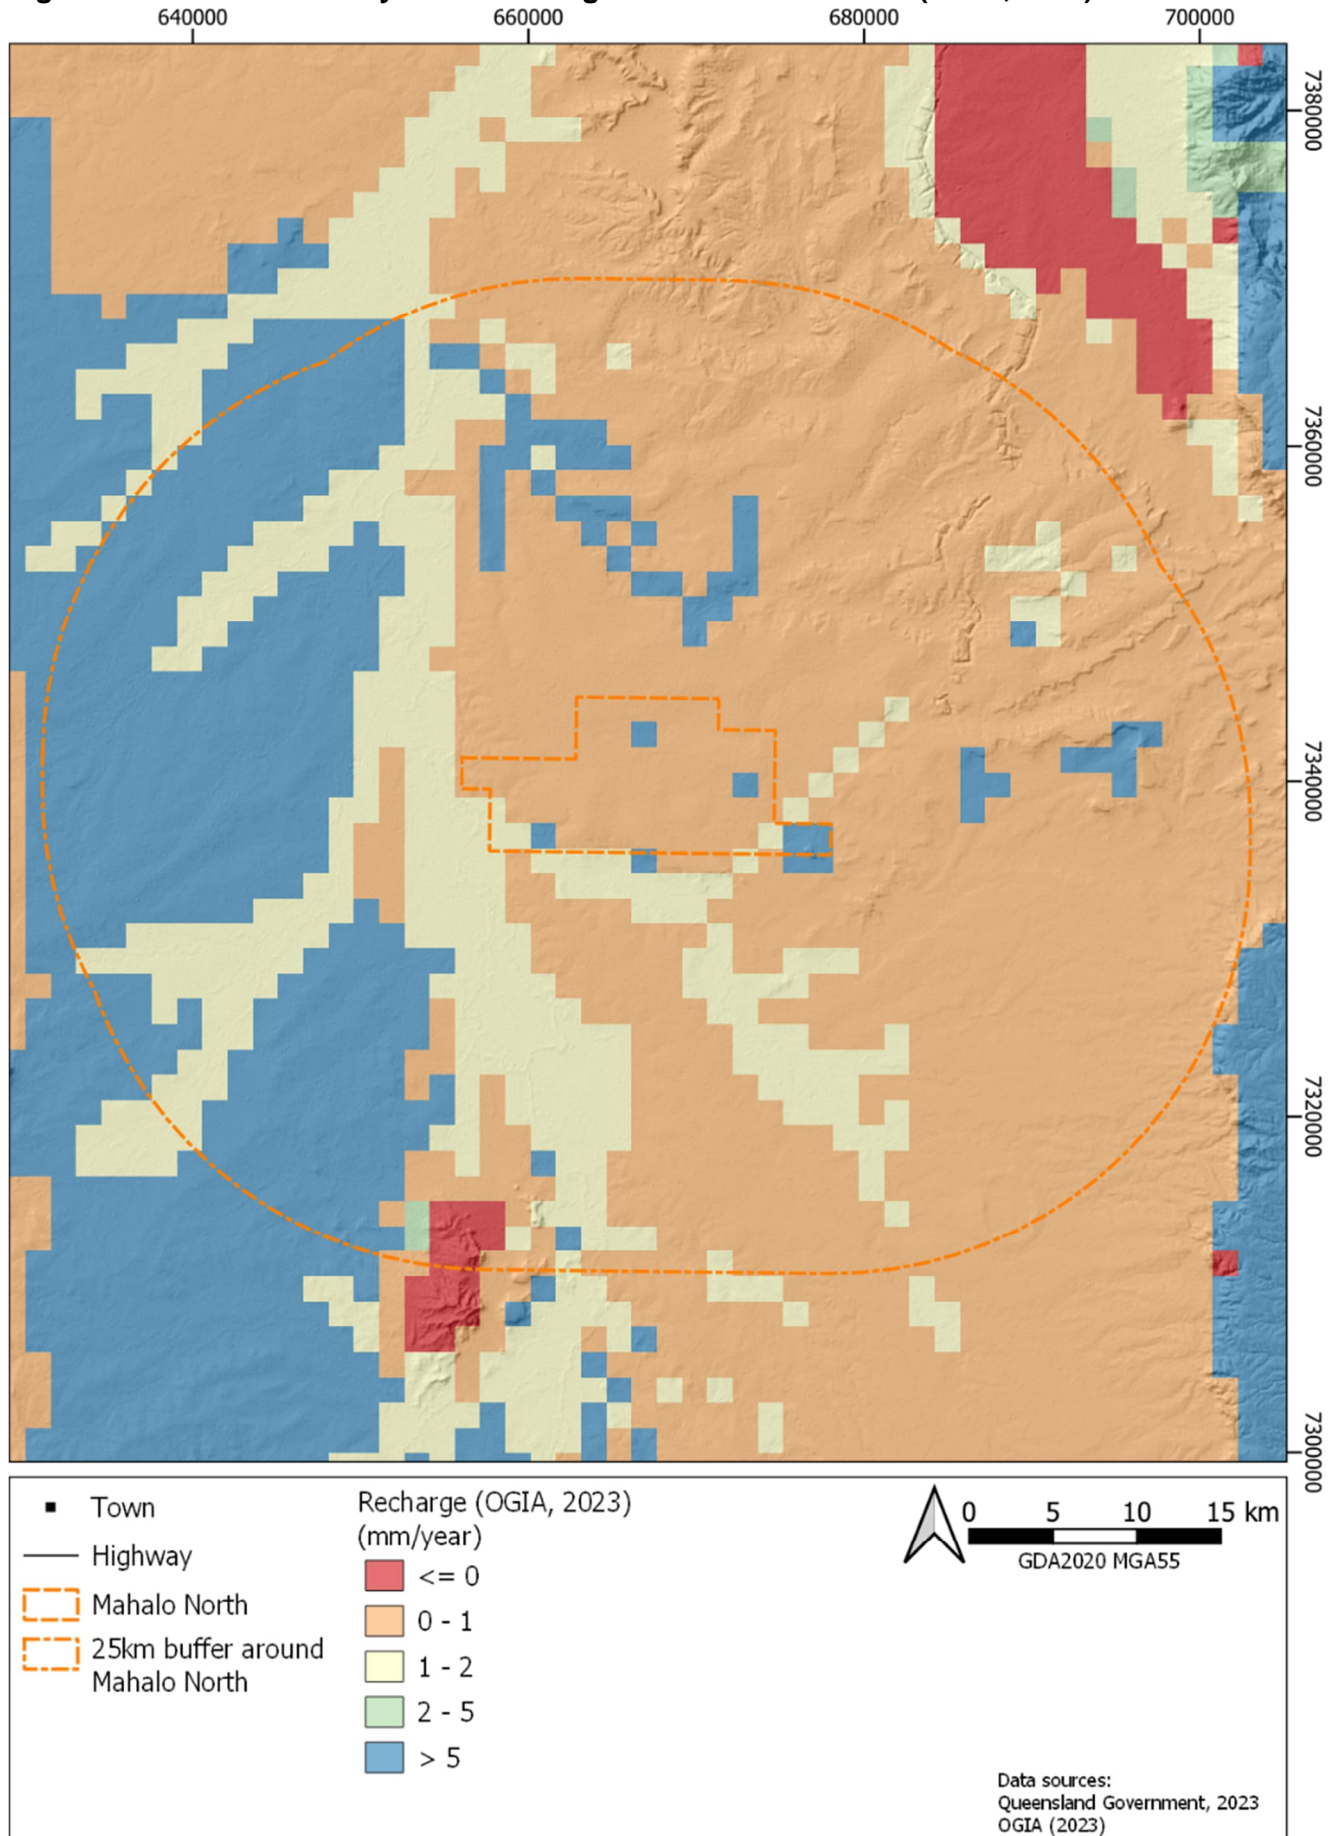 640000
660000
680000
700000
7380000
7360000
7340000
7320000
7300000
Town
Highway
Mahalo North
25km buffer around
Mahalo North
Recharge (OGIA, 2023)
(mm/year)
<= 0
0 - 1
1 - 2
2 - 5
> 5
0 5 10 15 km
GDA2020 MGA55
Data sources:
Queensland Government, 2023
OGIA (2023)